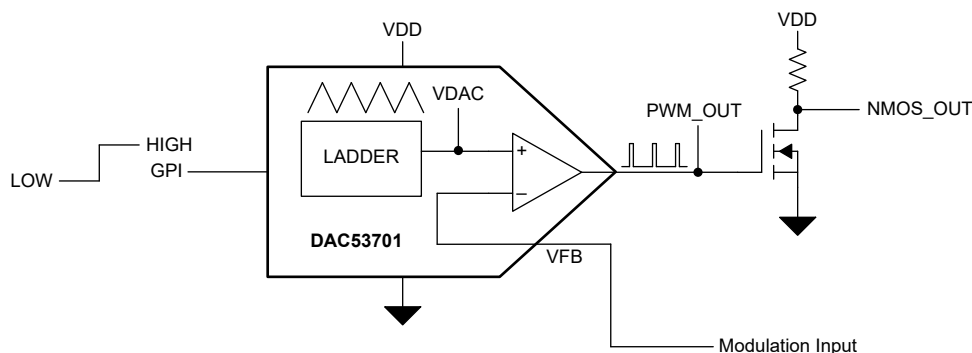 VDD
VDD
VDAC
PWM_OUT
NMOS_OUT
HIGH
LADDER
+
GPI
LOW
–
DAC53701
VFB
Modulation Input